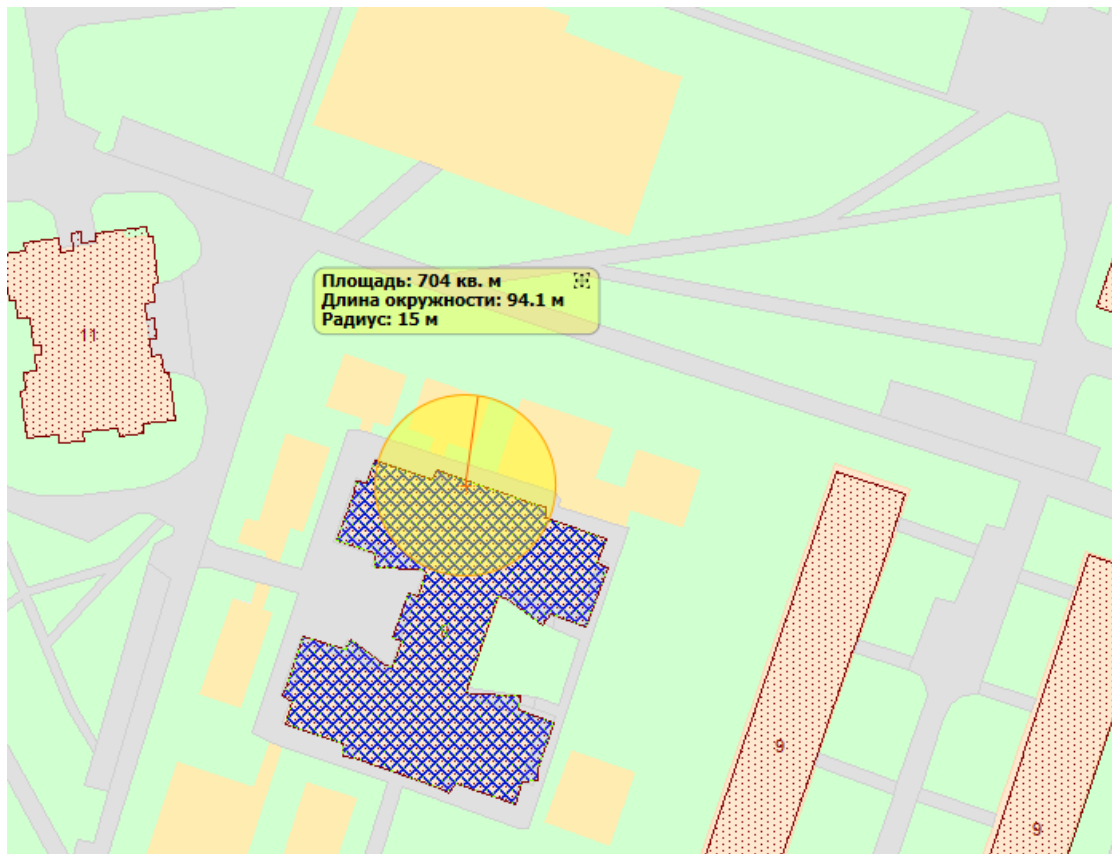 Площадь: 704 кв. м
Длина окружности: 94.1 м
Радиус: 15 м
11
9
9